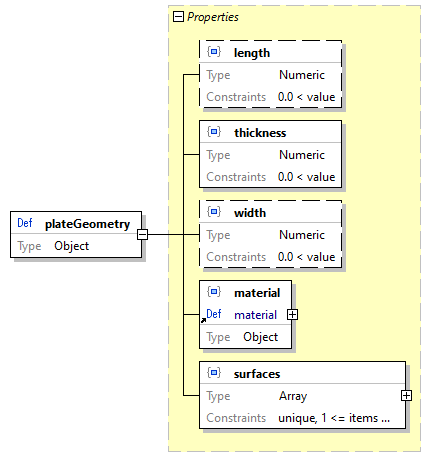 Properties
length
Type Numeric
Constraints 0.0 < value
thickness
Type Numeric
Constraints 0.0 < value
Def plateGeometry
Type Object
width
Type Numeric
Constraints 0.0 < value
material
Def material
Type Object
surfaces
Type Array
Constraints unique, 1 <= items ...